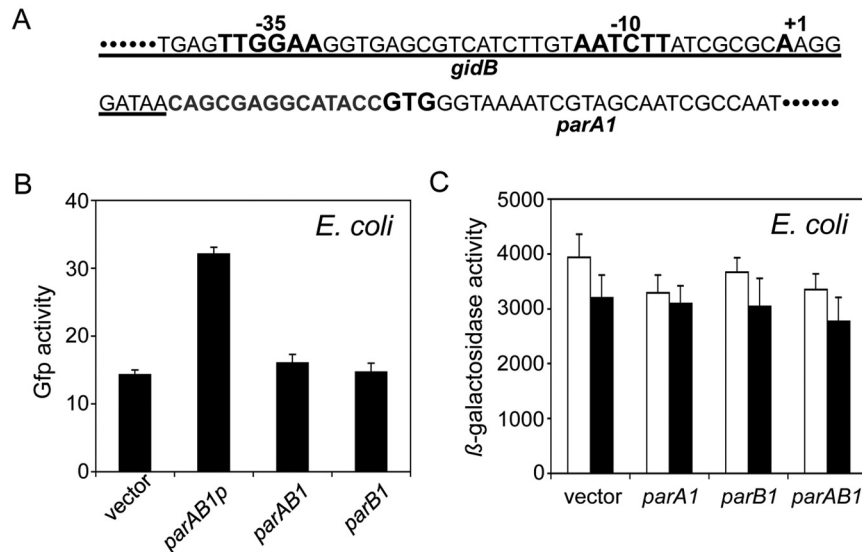 A
-35 -10 +1
••••••TGAGTTGGAAGGTGAGCGTCATCTTGTAATCTTATCGCGCAAGG
gidB
GATAACAGCGAGGCATACCGTGGGTAAAATCGTAGCAATCGCCAAT••••••
parA1
B
E. coli
Gfp activity
40
30
20
10
0
vector parAB1p parAB1 parB1
C
E. coli
ß-galactosidase activity
5000
4000
3000
2000
1000
0
vector parA1 parB1 parAB1